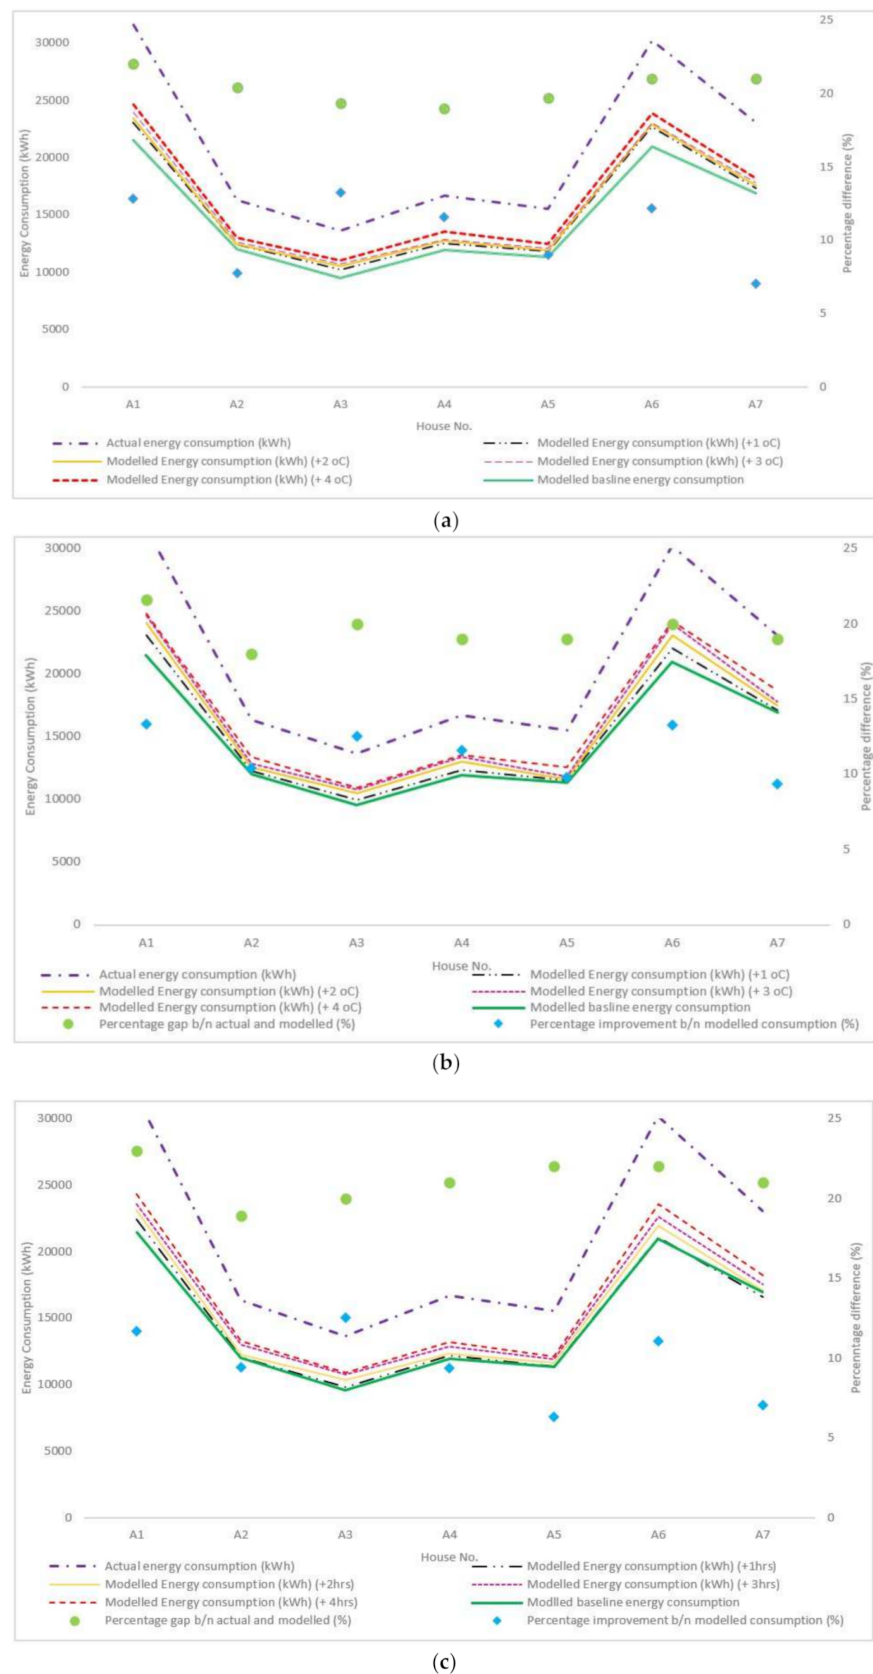 30000
25000
20000
15000
10000
5000
0
Energy Consumption (kWh)
25
20
15
10
5
0
Percentage difference (%)
A1 A2 A3 A4 A5 A6 A7
House No.
Actual energy consumption (kWh) Modelled Energy consumption (kWh) (+1 oC)
Modelled Energy consumption (kWh) (+2 oC) Modelled Energy consumption (kWh) (+ 3 oC)
Modelled Energy consumption (kWh) (+ 4 oC) Modelled basline energy consumption
(a)
30000
25000
20000
15000
10000
5000
0
Energy Consumption (kWh)
25
20
15
10
5
0
Percentage difference (%)
A1 A2 A3 A4 A5 A6 A7
House No.
Actual energy consumption (kWh) Modelled Energy consumption (kWh) (+1 oC)
Modelled Energy consumption (kWh) (+2 oC) Modelled Energy consumption (kWh) (+ 3 oC)
Modelled Energy consumption (kWh) (+ 4 oC) Modelled basline energy consumption
Percentage gap b/n actual and modelled (%) Percentage improvement b/n modelled consumption (%)
(b)
30000
25000
20000
15000
10000
5000
0
Energy Consumption (kWh)
25
20
15
10
5
0
Percenntage difference (%)
A1 A2 A3 A4 A5 A6 A7
House No.
Actual energy consumption (kWh) Modelled Energy consumption (kWh) (+1hrs)
Modelled Energy consumption (kWh) (+2hrs) Modelled Energy consumption (kWh) (+ 3hrs)
Modelled Energy consumption (kWh) (+ 4hrs) Modlled baseline energy consumption
Percentage gap b/n actual and modelled (%) Percentage improvement b/n modelled consumption (%)
(c)